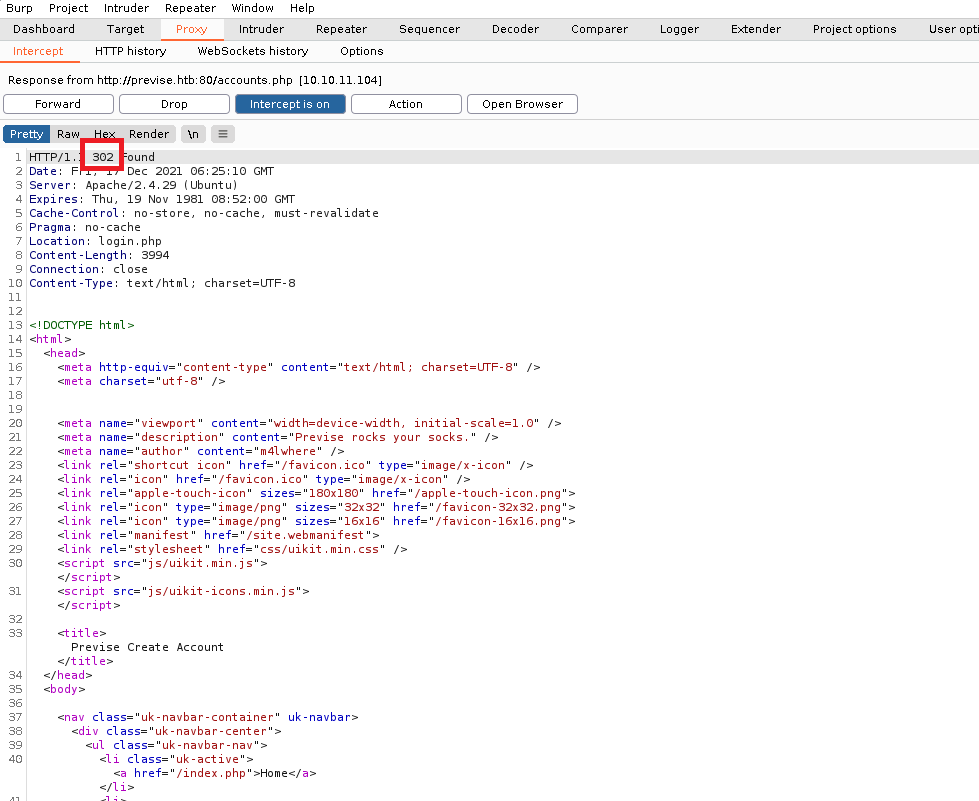 Burp Project Intruder Repeater Window Help
Dashboard Target Proxy Intruder Repeater Sequencer Decoder Comparer Logger Extender Project options User opti
Intercept HTTP history WebSockets history Options
Response from http://previse.htb:80/accounts.php [10.10.11.104]
Forward Drop Intercept is on Action Open Browser
Pretty Raw Hex Render \n ≡
1 HTTP/1. 302 Found
2 Date: Fri, 17 Dec 2021 06:25:10 GMT
3 Server: Apache/2.4.29 (Ubuntu)
4 Expires: Thu, 19 Nov 1981 08:52:00 GMT
5 Cache-Control: no-store, no-cache, must-revalidate
6 Pragma: no-cache
7 Location: login.php
8 Content-Length: 3994
9 Connection: close
10 Content-Type: text/html; charset=UTF-8
11
12
13 <!DOCTYPE html>
14 <html>
15 <head>
16 <meta http-equiv="content-type" content="text/html; charset=UTF-8" />
17 <meta charset="utf-8" />
18
19
20 <meta name="viewport" content="width=device-width, initial-scale=1.0" />
21 <meta name="description" content="Previse rocks your socks." />
22 <meta name="author" content="m4lwhere" />
23 <link rel="shortcut icon" href="/favicon.ico" type="image/x-icon" />
24 <link rel="icon" href="/favicon.ico" type="image/x-icon" />
25 <link rel="apple-touch-icon" sizes="180x180" href="/apple-touch-icon.png">
26 <link rel="icon" type="image/png" sizes="32x32" href="/favicon-32x32.png">
27 <link rel="icon" type="image/png" sizes="16x16" href="/favicon-16x16.png">
28 <link rel="manifest" href="/site.webmanifest">
29 <link rel="stylesheet" href="css/uikit.min.css" />
30 <script src="js/uikit.min.js">
</script>
31 <script src="js/uikit-icons.min.js">
</script>
32
33 <title>
Previse Create Account
</title>
34 </head>
35 <body>
36
37 <nav class="uk-navbar-container" uk-navbar>
38 <div class="uk-navbar-center">
39 <ul class="uk-navbar-nav">
40 <li class="uk-active">
<a href="/index.php">Home</a>
</li>
41 <li>